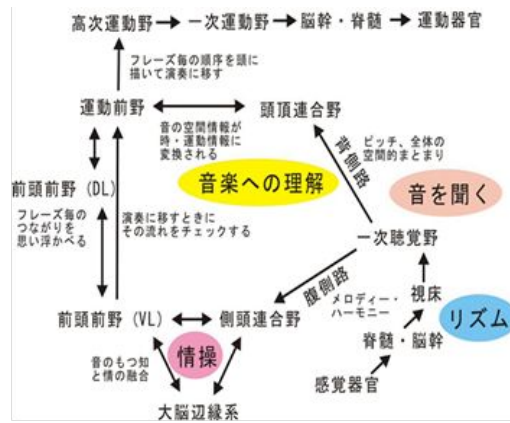 高次運動野 → 一次運動野 → 脳幹・脊髄 → 運動器官
フレーズ毎の順序を頭に
描いて演奏に移す
運動前野
頭頂連合野
音の空間情報が
時・運動情報に
変換される
背側路
ピッチ、全体の
空間的まとまり
前頭前野 (DL)
音楽への理解
音を聞く
フレーズ毎の
つながりを
思い浮かべる
演奏に移すときに
その流れをチェックする
一次聴覚野
腹側路
メロディー・
ハーモニー
視床
前頭前野 (VL)
側頭連合野
リズム
脊髄・脳幹
情操
音のもつ知
と情の融合
感覚器官
大脳辺縁系